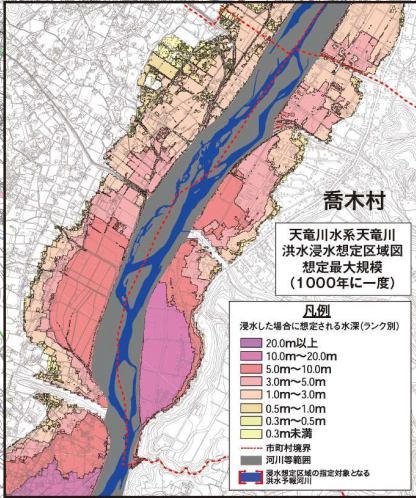 喬木村
天竜川水系天竜川
洪水浸水想定区域図
想定最大規模
(1000年に一度)
凡例
浸水した場合に想定される水深(ランク別)
20.0m以上
10.0m〜20.0m
5.0m〜10.0m
3.0m〜5.0m
1.0m〜3.0m
0.5m〜1.0m
0.3m〜0.5m
0.3m未満
市町村境界
河川等範囲
浸水想定区域の指定対象となる
洪水予報河川